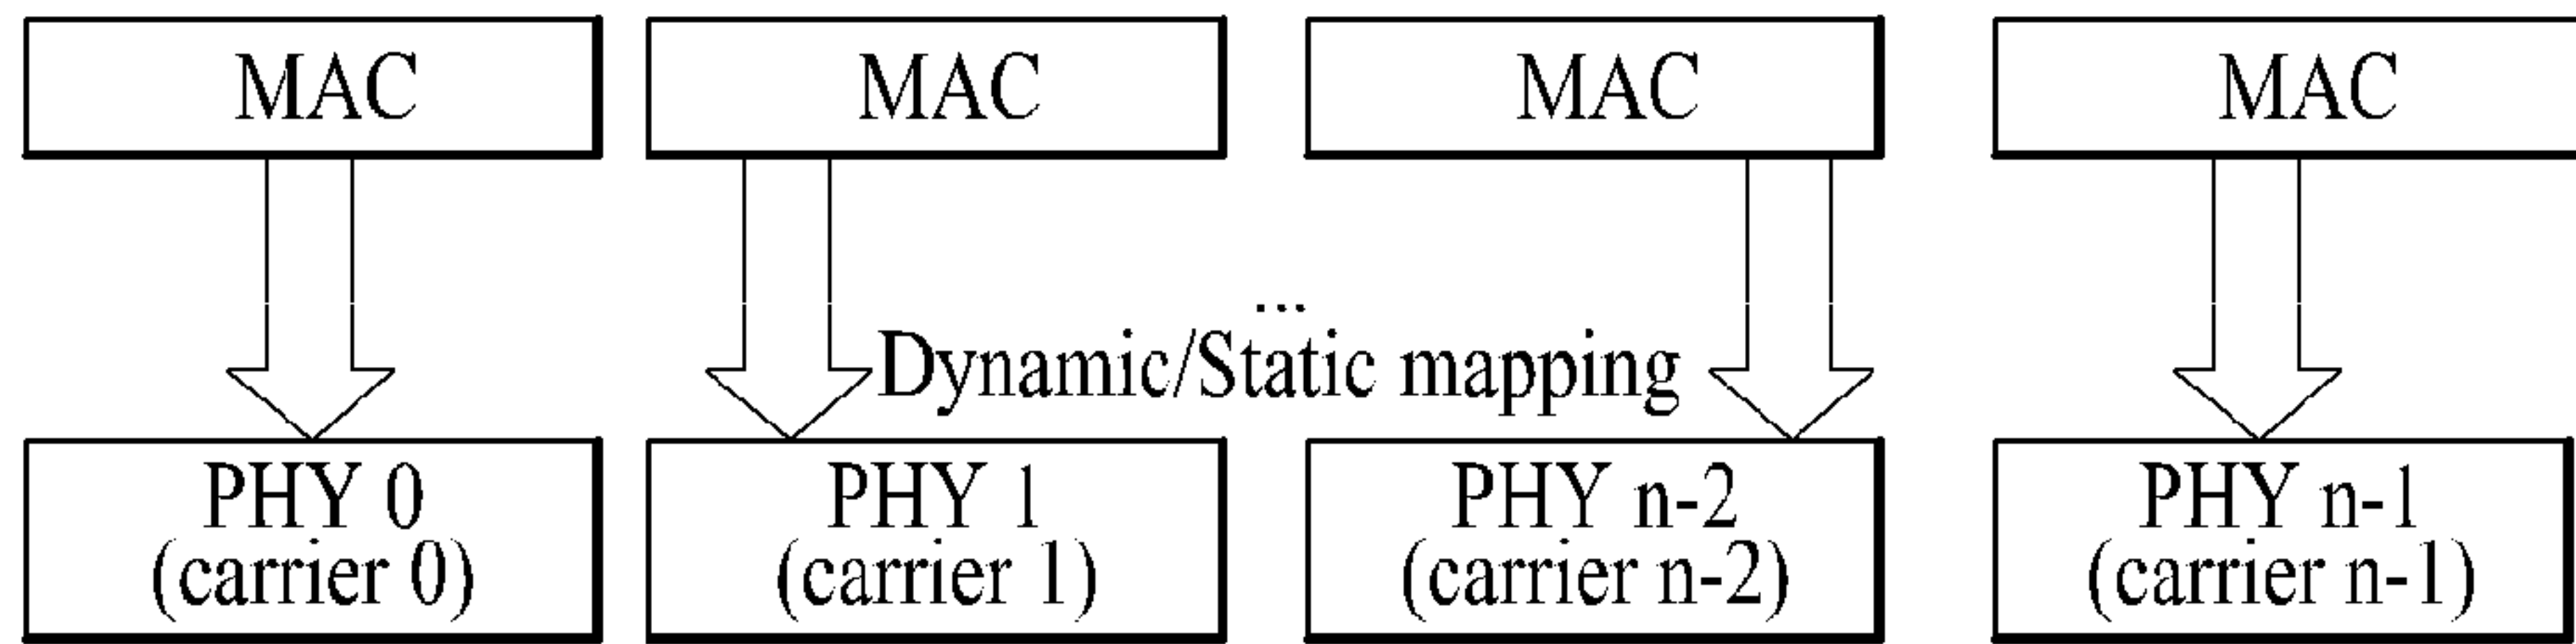 MAC
MAC
MAC
MAC
...
Dynamic/Static mapping
PHY 0
(carrier 0)
PHY 1
(carrier 1)
PHY n-2
(carrier n-2)
PHY n-1
(carrier n-1)